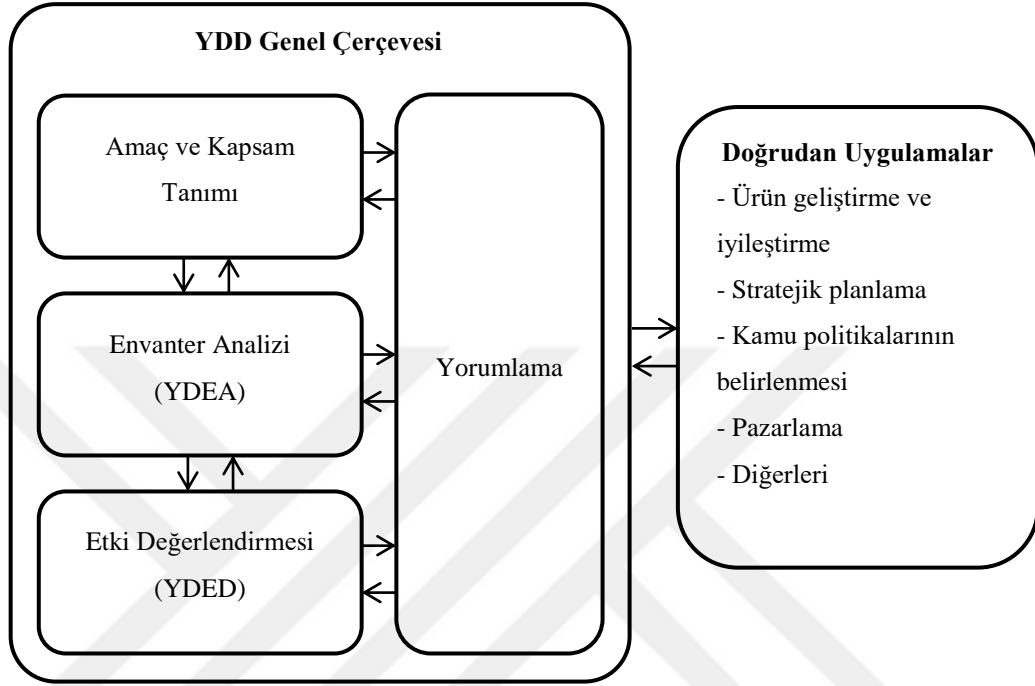 YDD Genel Çerçevesi
Amaç ve Kapsam
Tanımı
Envanter Analizi
(YDEA)
Etki Değerlendirmesi
(YDED)
Yorumlama
Doğrudan Uygulamalar
- Ürün geliştirme ve
iyileştirme
- Stratejik planlama
- Kamu politikalarının
belirlenmesi
- Pazarlama
- Diğerleri